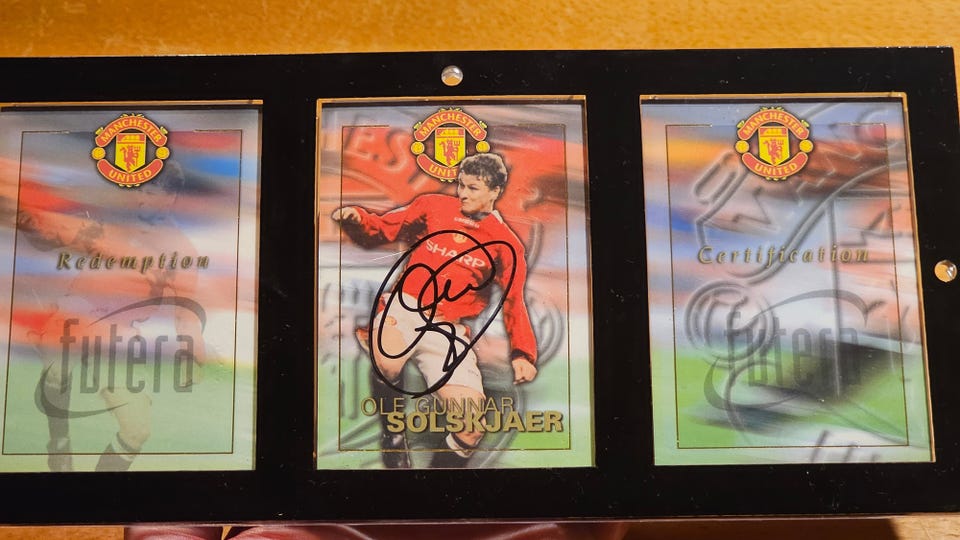 MANCHESTER
UNITED
Redemption
futera
MANCHESTER
UNITED
SHARP
OLE GUNNAR
SOLSKJAER
MANCHESTER
UNITED
Certification
futera